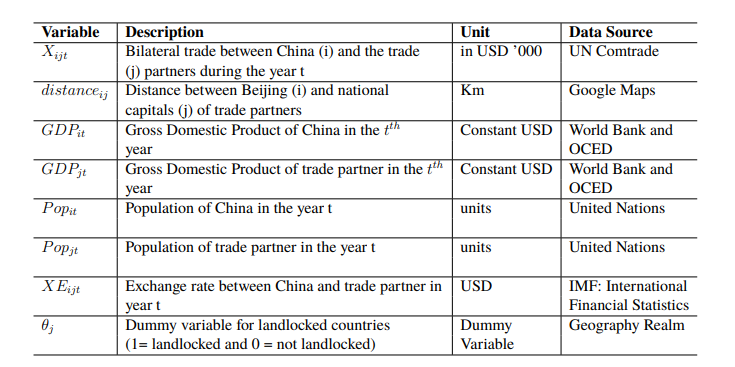 Variable Description Unit Data Source
X_{ijt} Bilateral trade between China (i) and the trade in USD ’000 UN Comtrade
(j) partners during the year t
distance_{ij} Distance between Beijing (i) and national Km Google Maps
capitals (j) of trade partners
GDP_{it} Gross Domestic Product of China in the t^{th} Constant USD World Bank and
year OCED
GDP_{jt} Gross Domestic Product of trade partner in the t^{th} Constant USD World Bank and
year OCED
Pop_{it} Population of China in the year t units United Nations
Pop_{jt} Population of trade partner in the year t units United Nations
XE_{ijt} Exchange rate between China and trade partner in USD IMF: International
year t Financial Statistics
θ_j Dummy variable for landlocked countries Dummy Geography Realm
(1= landlocked and 0 = not landlocked) Variable